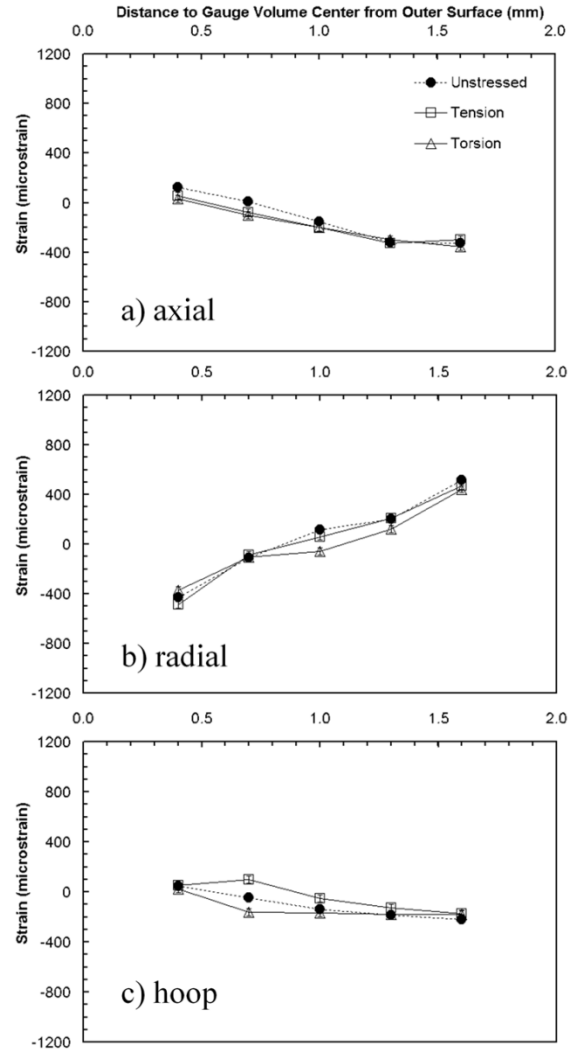 Distance to Gauge Volume Center from Outer Surface (mm)
0.0 0.5 1.0 1.5 2.0
1200
800
400
0
-400
-800
-1200
Strain (microstrain)
Unstressed
Tension
Torsion
a) axial
0.0 0.5 1.0 1.5 2.0
1200
800
400
0
-400
-800
-1200
Strain (microstrain)
b) radial
0.0 0.5 1.0 1.5 2.0
1200
800
400
0
-400
-800
-1200
Strain (microstrain)
c) hoop